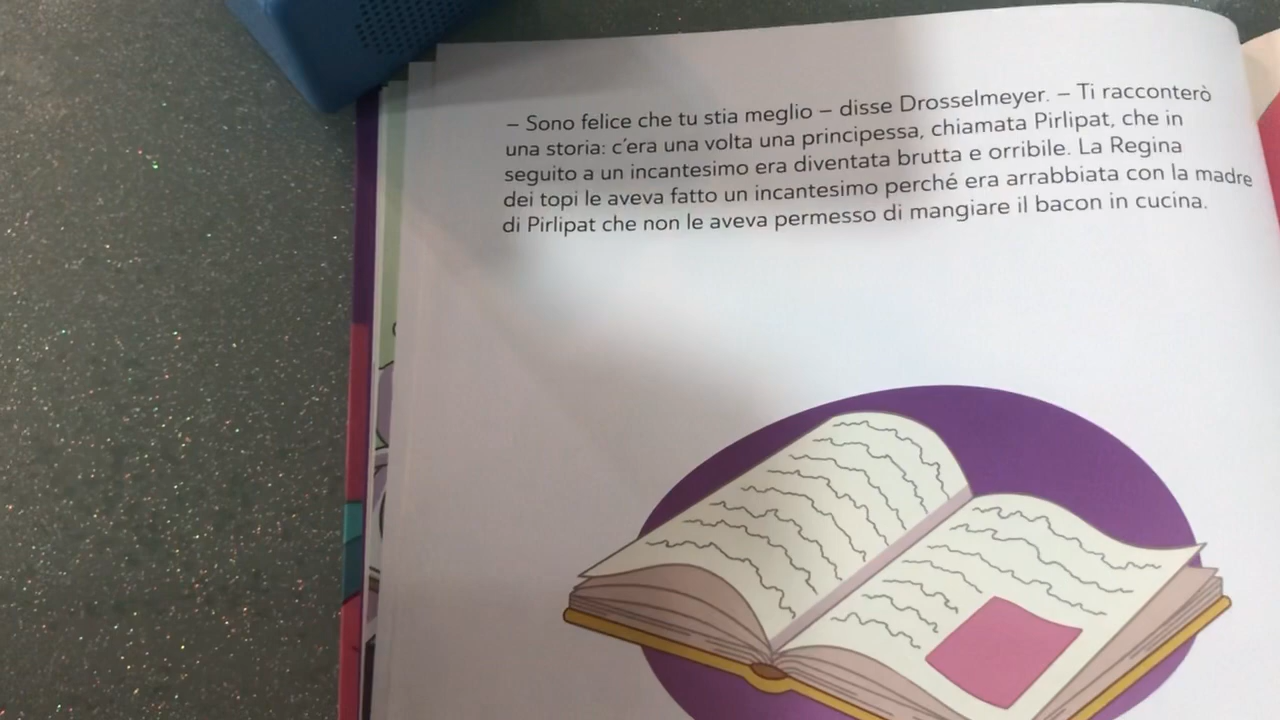 – Sono felice che tu stia meglio – disse Drosselmeyer. – Ti racconterò
una storia: c'era una volta una principessa, chiamata Pirlipat, che in
seguito a un incantesimo era diventata brutta e orribile. La Regina
dei topi le aveva fatto un incantesimo perché era arrabbiata con la madre
di Pirlipat che non le aveva permesso di mangiare il bacon in cucina.